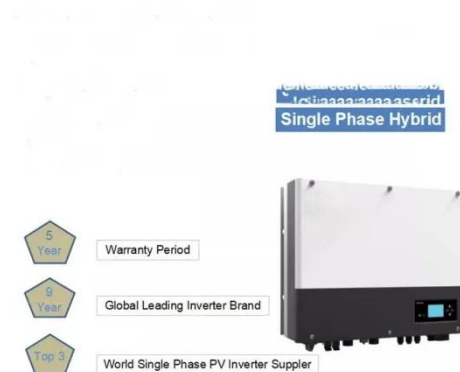 Single Phase Hybrid
5
Year
Warranty Period
9
Year
Global Leading Inverter Brand
Top 3
World Single Phase PV Inverter Suppler